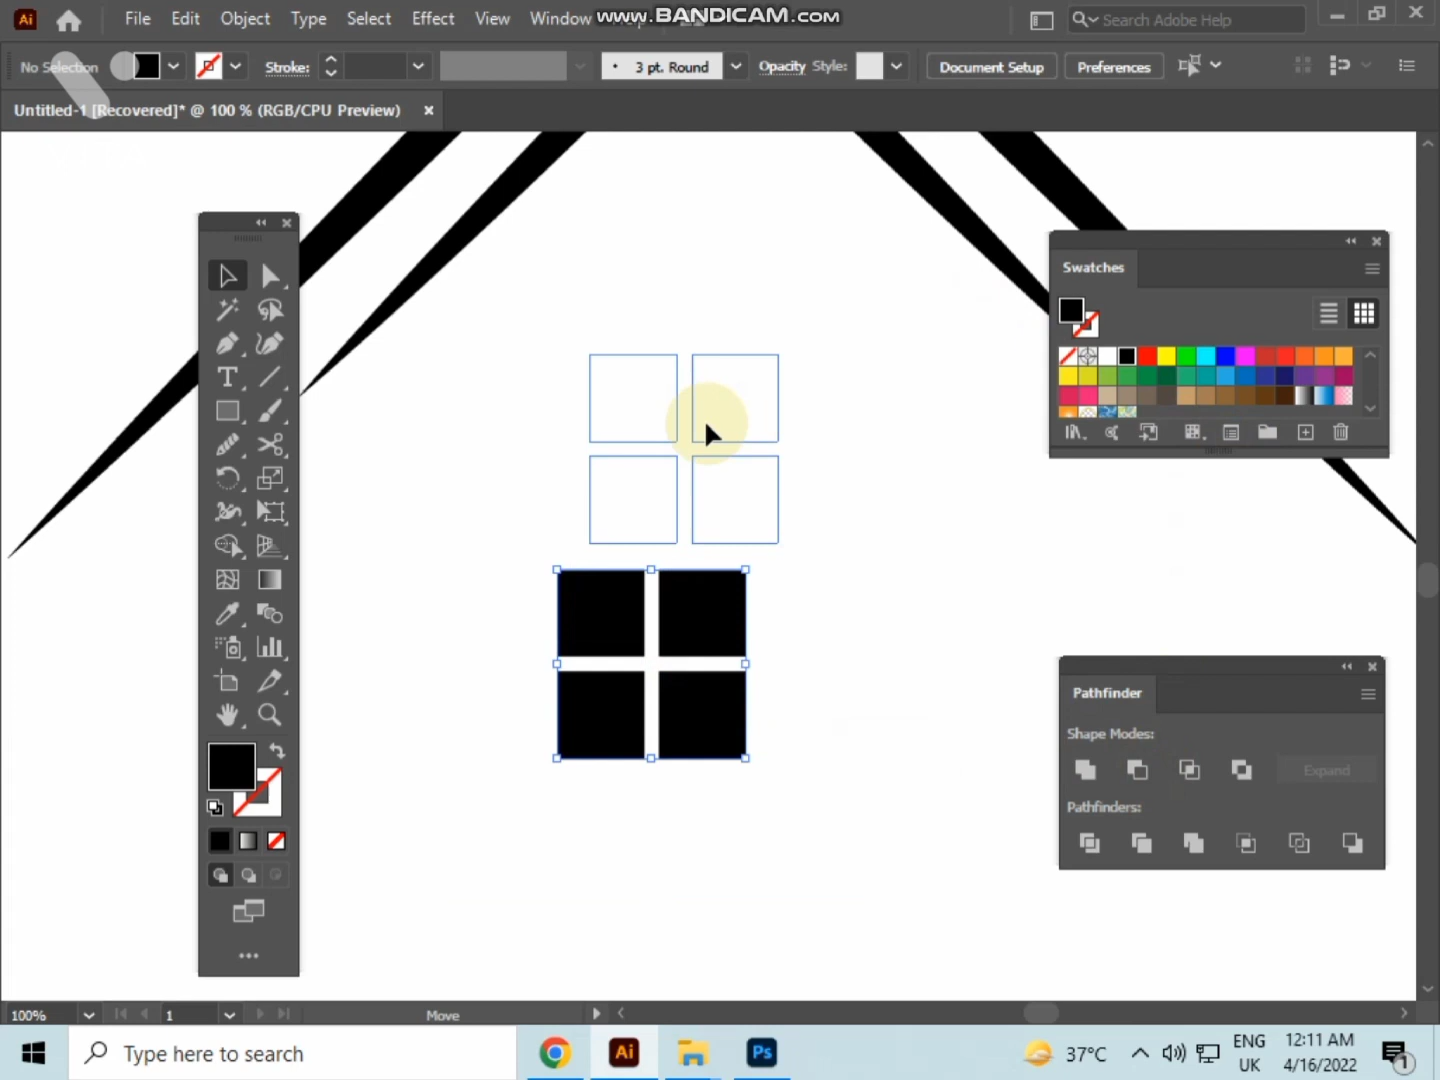 Ai File Edit Object Type Select Effect View Window
www.BANDICAM.com
Search Adobe Help
No Selection Stroke: 3 pt. Round Opacity Style: Document Setup Preferences
Untitled-1 [Recovered]* @ 100 % (RGB/CPU Preview) ×
Swatches
Pathfinder
Shape Modes:
Expand
Pathfinders:
100% 1 Move
Type here to search
Ai Ps 37°C ENG UK 12:11 AM 4/16/2022 1